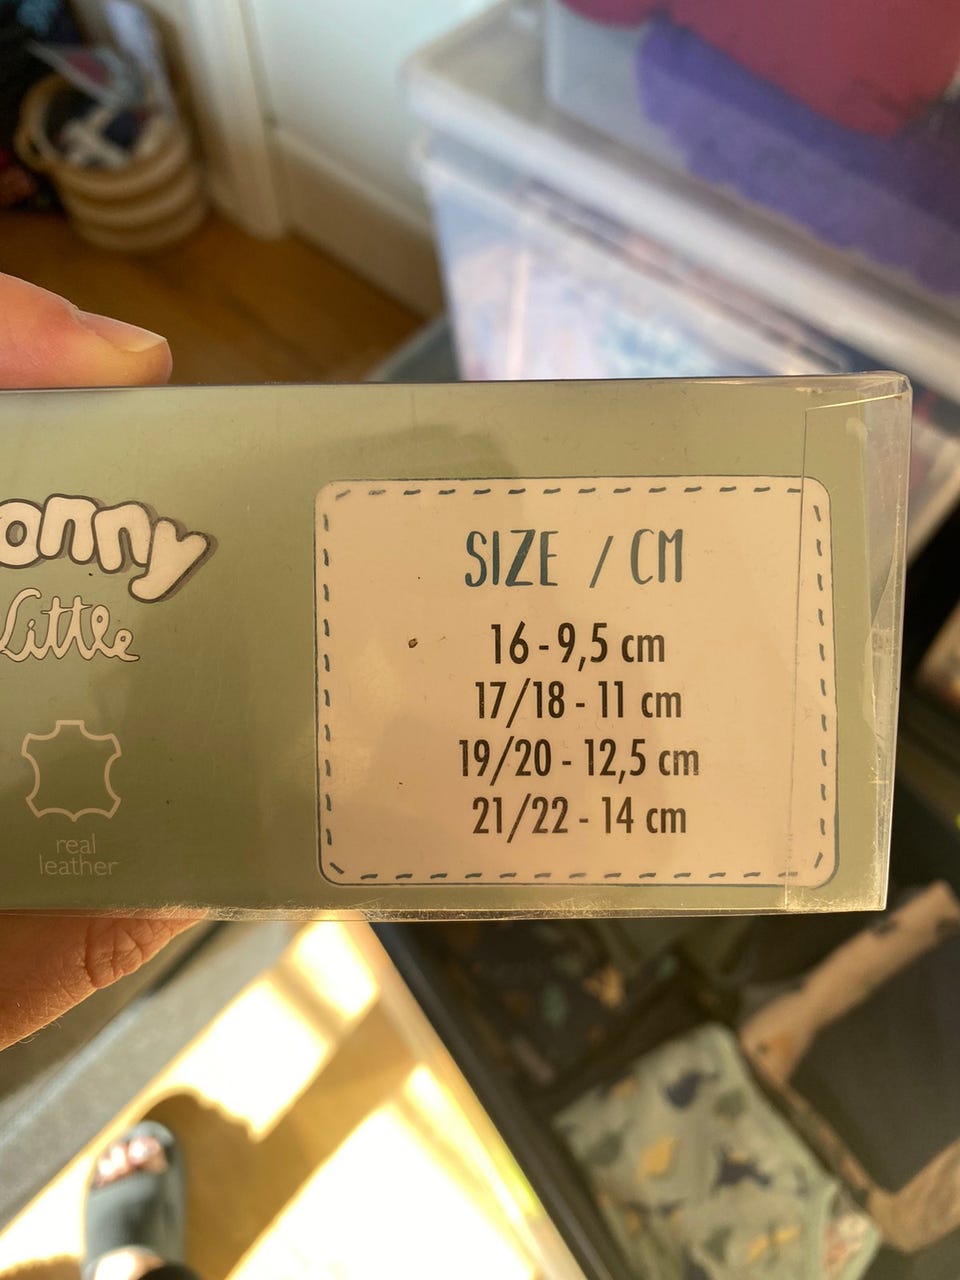 Little
real
leather
SIZE / CM
16 - 9,5 cm
17/18 - 11 cm
19/20 - 12,5 cm
21/22 - 14 cm